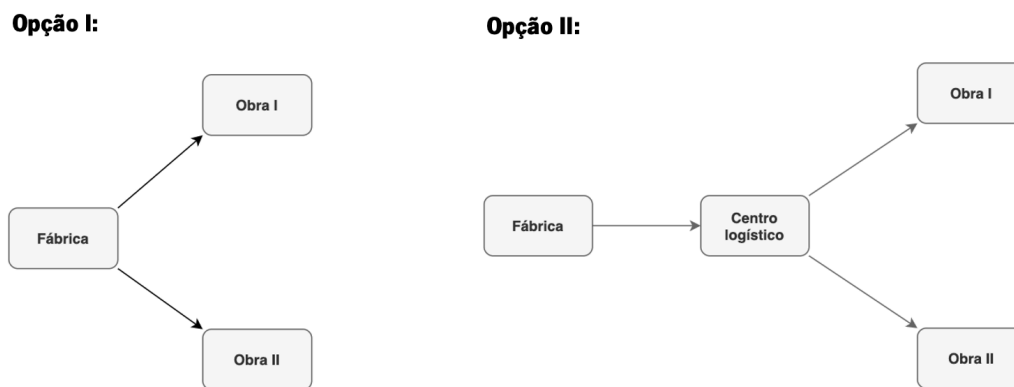 Opção I:
Opção II:
Obra I
Fábrica
Obra II
Obra I
Fábrica
Centro
logístico
Obra II